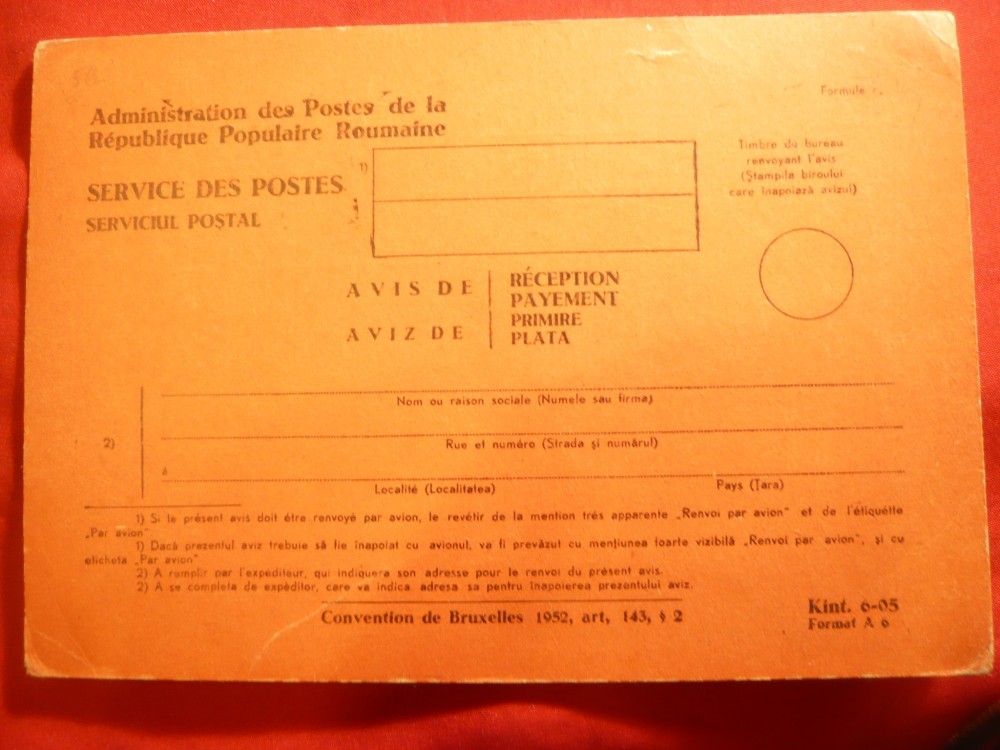 Formule
Administration des Postes de la
République Populaire Roumaine
Timbre du bureau
renvoyant l'avis
(Ştampila biroului
care înapoiază avizul)
1)
SERVICE DES POSTES
SERVICIUL POŞTAL
AVIS DE
AVIZ DE
RÉCEPTION
PAYEMENT
PRIMIRE
PLATA
Nom ou raison sociale (Numele sau firma)
2)
Rue et numéro (Strada şi numărul)
à
Localité (Localitatea)
Pays (Ţara)
1) Si le présent avis doit être renvoyé par avion, le revêtir de la mention très apparente „Renvoi par avion" et de l'étiquette
„Par avion"
1) Dacă prezentul aviz trebuie să fie înapoiat cu avionul, va fi prevăzut cu menţiunea foarte vizibilă „Renvoi par avion", şi cu
eticheta „Par avion"
2) A remplir par l'expéditeur, qui indiquera son adresse pour le renvoi du présent avis.
2) A se completa de expéditor, care va indica adresa sa pentru înapoierea prezentului aviz.
Convention de Bruxelles 1952, art, 143, § 2
Kint. 6-05
Format A 6